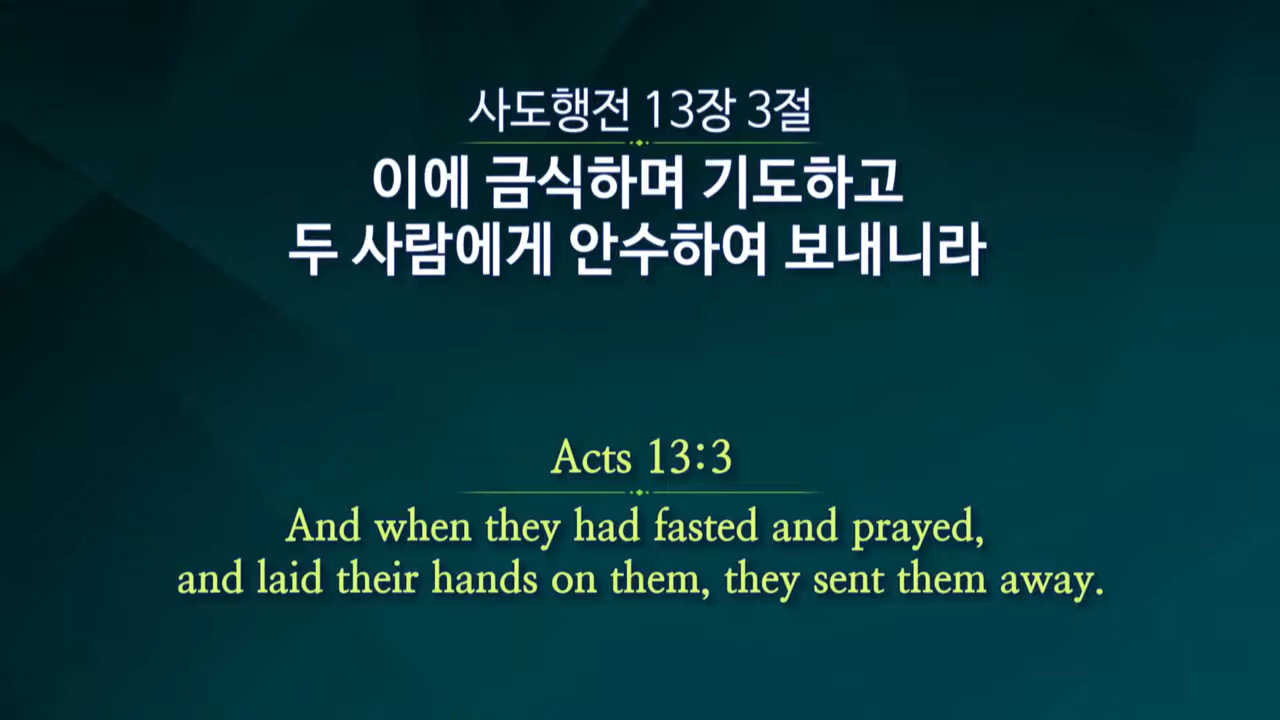 사도행전 13장 3절
이에 금식하며 기도하고
두 사람에게 안수하여 보내니라
Acts 13:3
And when they had fasted and prayed,
and laid their hands on them, they sent them away.